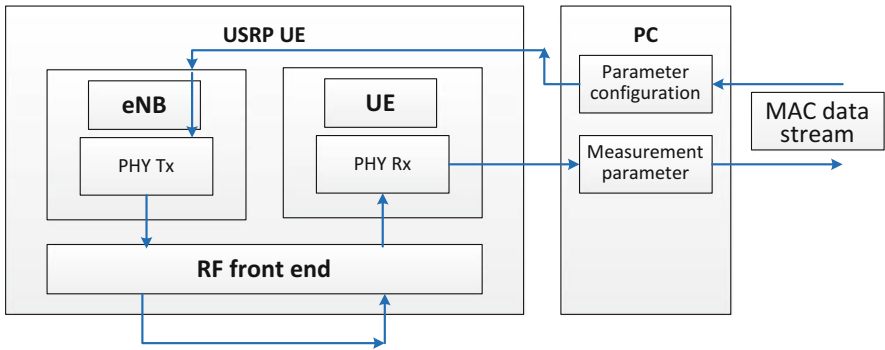 USRP UE
PC
eNB
UE
PHY Tx
PHY Rx
RF front end
Parameter
configuration
Measurement
parameter
MAC data
stream